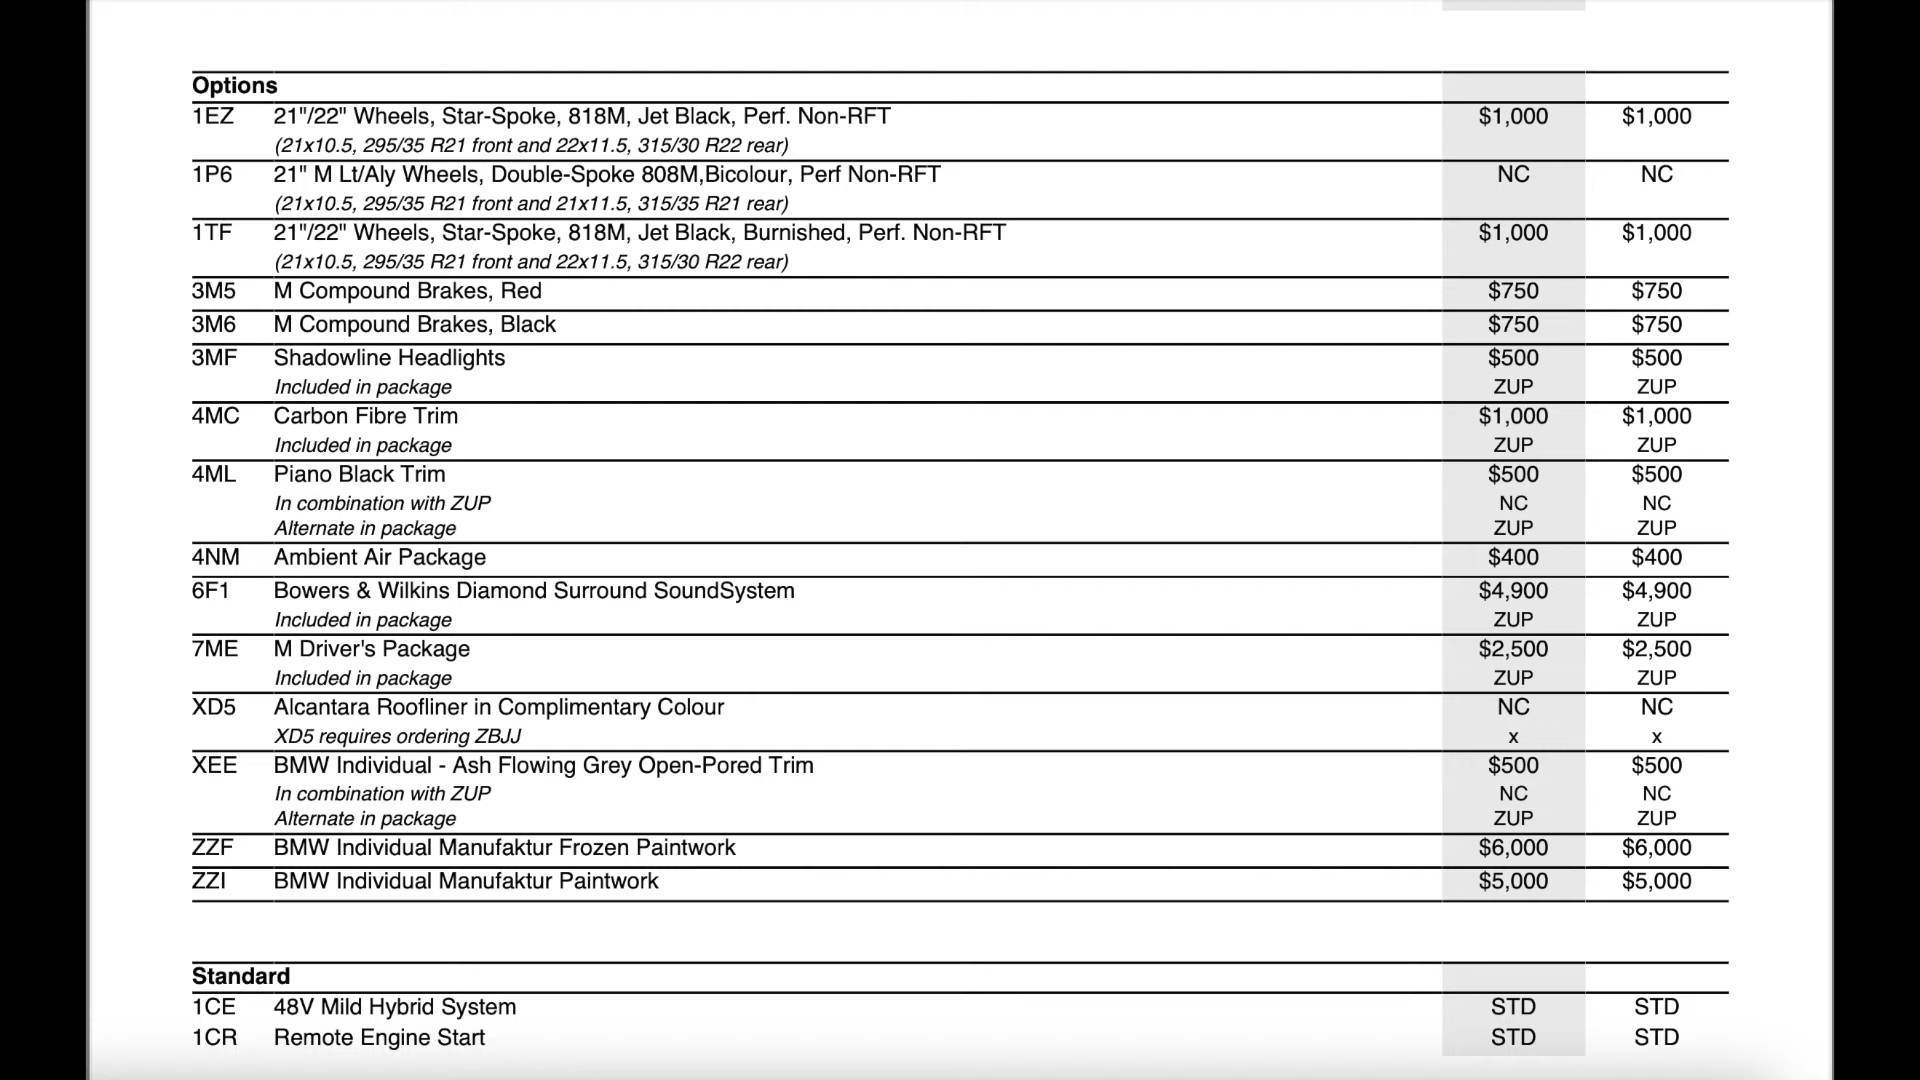 Options
1EZ 21"/22" Wheels, Star-Spoke, 818M, Jet Black, Perf. Non-RFT $1,000 $1,000
(21x10.5, 295/35 R21 front and 22x11.5, 315/30 R22 rear)
1P6 21" M Lt/Aly Wheels, Double-Spoke 808M,Bicolour, Perf Non-RFT NC NC
(21x10.5, 295/35 R21 front and 21x11.5, 315/35 R21 rear)
1TF 21"/22" Wheels, Star-Spoke, 818M, Jet Black, Burnished, Perf. Non-RFT $1,000 $1,000
(21x10.5, 295/35 R21 front and 22x11.5, 315/30 R22 rear)
3M5 M Compound Brakes, Red $750 $750
3M6 M Compound Brakes, Black $750 $750
3MF Shadowline Headlights $500 $500
Included in package ZUP ZUP
4MC Carbon Fibre Trim $1,000 $1,000
Included in package ZUP ZUP
4ML Piano Black Trim $500 $500
In combination with ZUP NC NC
Alternate in package ZUP ZUP
4NM Ambient Air Package $400 $400
6F1 Bowers & Wilkins Diamond Surround SoundSystem $4,900 $4,900
Included in package ZUP ZUP
7ME M Driver's Package $2,500 $2,500
Included in package ZUP ZUP
XD5 Alcantara Roofliner in Complimentary Colour NC NC
XD5 requires ordering ZBJJ x x
XEE BMW Individual - Ash Flowing Grey Open-Pored Trim $500 $500
In combination with ZUP NC NC
Alternate in package ZUP ZUP
ZZF BMW Individual Manufaktur Frozen Paintwork $6,000 $6,000
ZZI BMW Individual Manufaktur Paintwork $5,000 $5,000
Standard
1CE 48V Mild Hybrid System STD STD
1CR Remote Engine Start STD STD